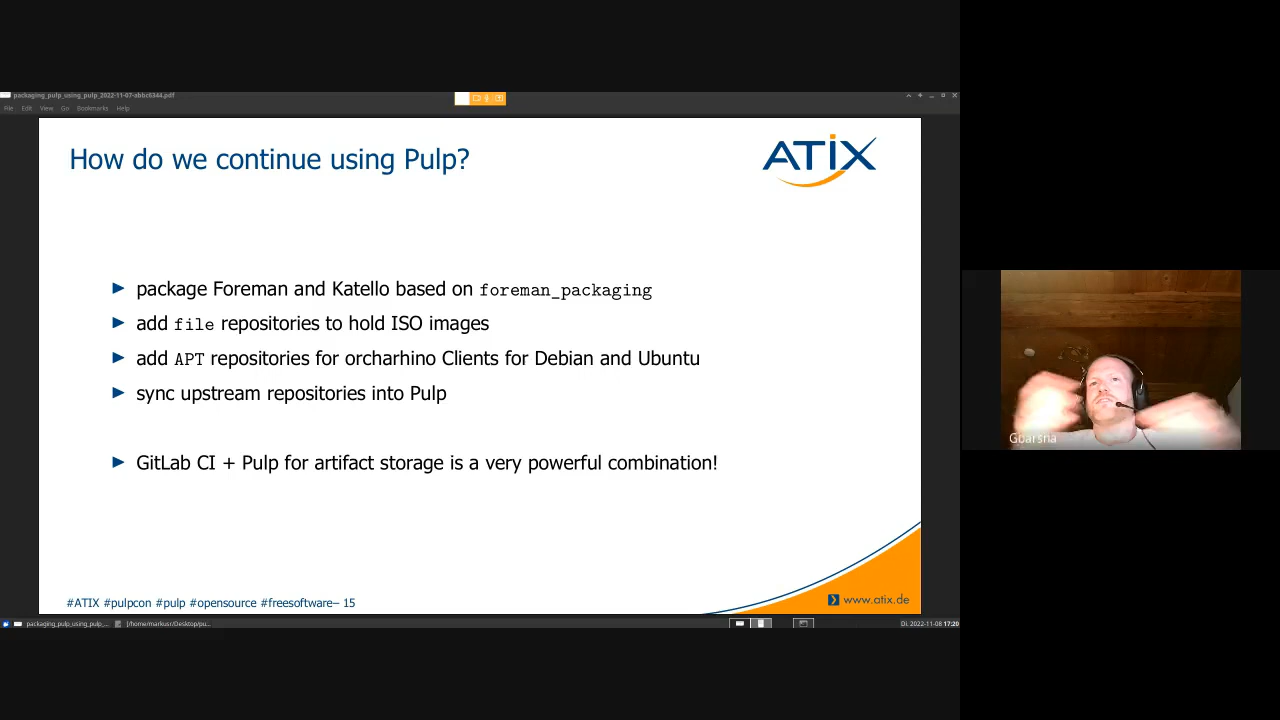 packaging_pulp_using_pulp_2022-11-07-abbc6344.pdf
File Edit View Go Bookmarks Help
How do we continue using Pulp?
ATIX
package Foreman and Katello based on foreman_packaging
add file repositories to hold ISO images
add APT repositories for orcharhino Clients for Debian and Ubuntu
sync upstream repositories into Pulp
GitLab CI + Pulp for artifact storage is a very powerful combination!
#ATIX #pulpcon #pulp #opensource #freesoftware– 15
www.atix.de
packaging_pulp_using_pulp_...
[/home/markusr/Desktop/pu...
Di. 2022-11-08 17:20